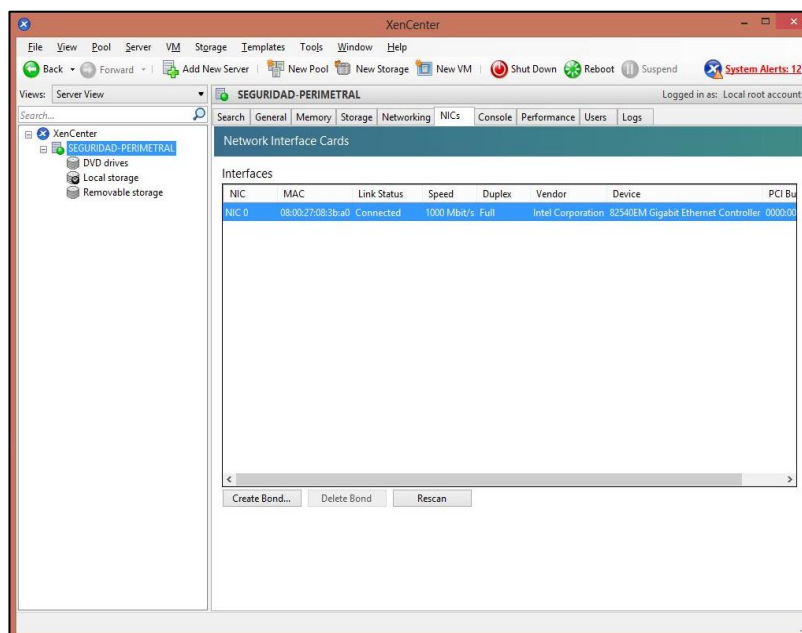 XenCenter
File View Pool Server VM Storage Templates Tools Window Help
Back Forward Add New Server New Pool New Storage New VM Shut Down Reboot Suspend System Alerts: 12
Views: Server View SEGURIDAD-PERIMETRAL Logged in as: Local root account
Search... Search General Memory Storage Networking NICs Console Performance Users Logs
XenCenter
SEGURIDAD-PERIMETRAL
DVD drives
Local storage
Removable storage
Network Interface Cards
Interfaces
NIC MAC Link Status Speed Duplex Vendor Device PCI Bu
NIC 0 08:00:27:08:3b:a0 Connected 1000 Mbit/s Full Intel Corporation 82540EM Gigabit Ethernet Controller 0000:00
Create Bond... Delete Bond Rescan